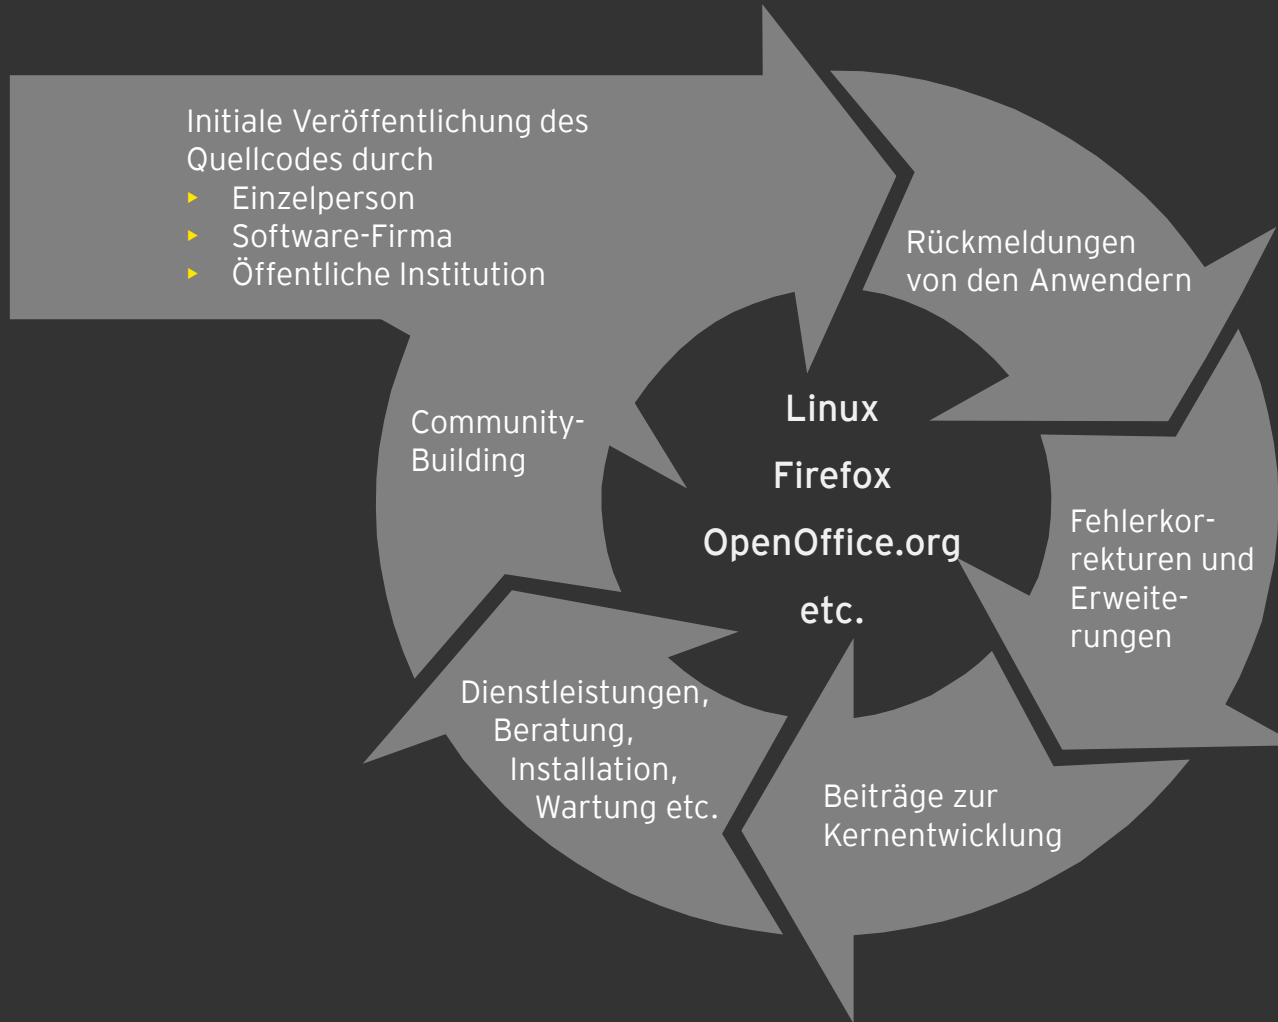 Initiale Veröffentlichung des
Quellcodes durch
▸ Einzelperson
▸ Software-Firma
▸ Öffentliche Institution
Rückmeldungen
von den Anwendern
Fehlerkor-
rekturen und
Erweite-
rungen
Beiträge zur
Kernentwicklung
Dienstleistungen,
Beratung,
Installation,
Wartung etc.
Community-
Building
Linux
Firefox
OpenOffice.org
etc.